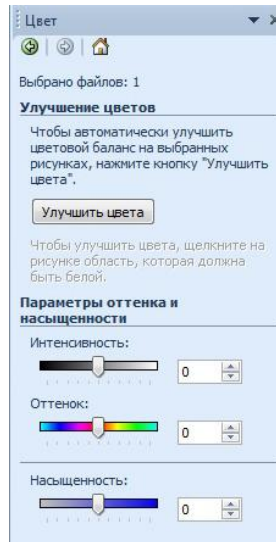 Цвет
Выбрано файлов: 1
Улучшение цветов
Чтобы автоматически улучшить
цветовой баланс на выбранных
рисунках, нажмите кнопку "Улучшить
цвета".
Улучшить цвета
Чтобы улучшить цвета, щелкните на
рисунке область, которая должна
быть белой.
Параметры оттенка и
насыщенности
Интенсивность:
0
Оттенок:
0
Насыщенность:
0